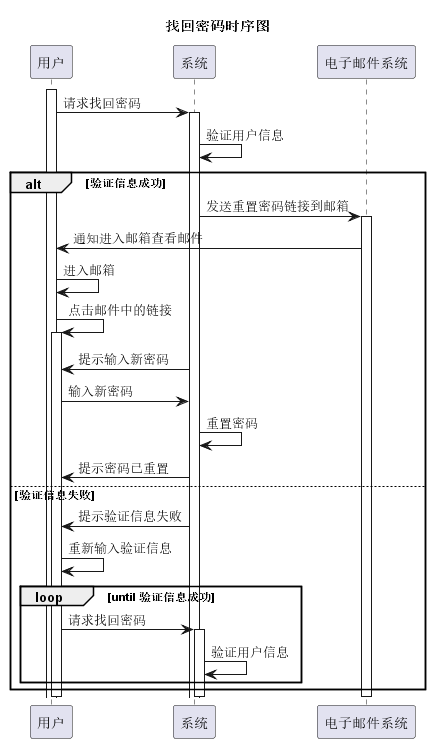 找回密码时序图
用户 系统 电子邮件系统
请求找回密码
验证用户信息
alt [验证信息成功]
发送重置密码链接到邮箱
通知进入邮箱查看邮件
进入邮箱
点击邮件中的链接
提示输入新密码
输入新密码
重置密码
提示密码已重置
[验证信息失败]
提示验证信息失败
重新输入验证信息
loop [until 验证信息成功]
请求找回密码
验证用户信息
用户 系统 电子邮件系统